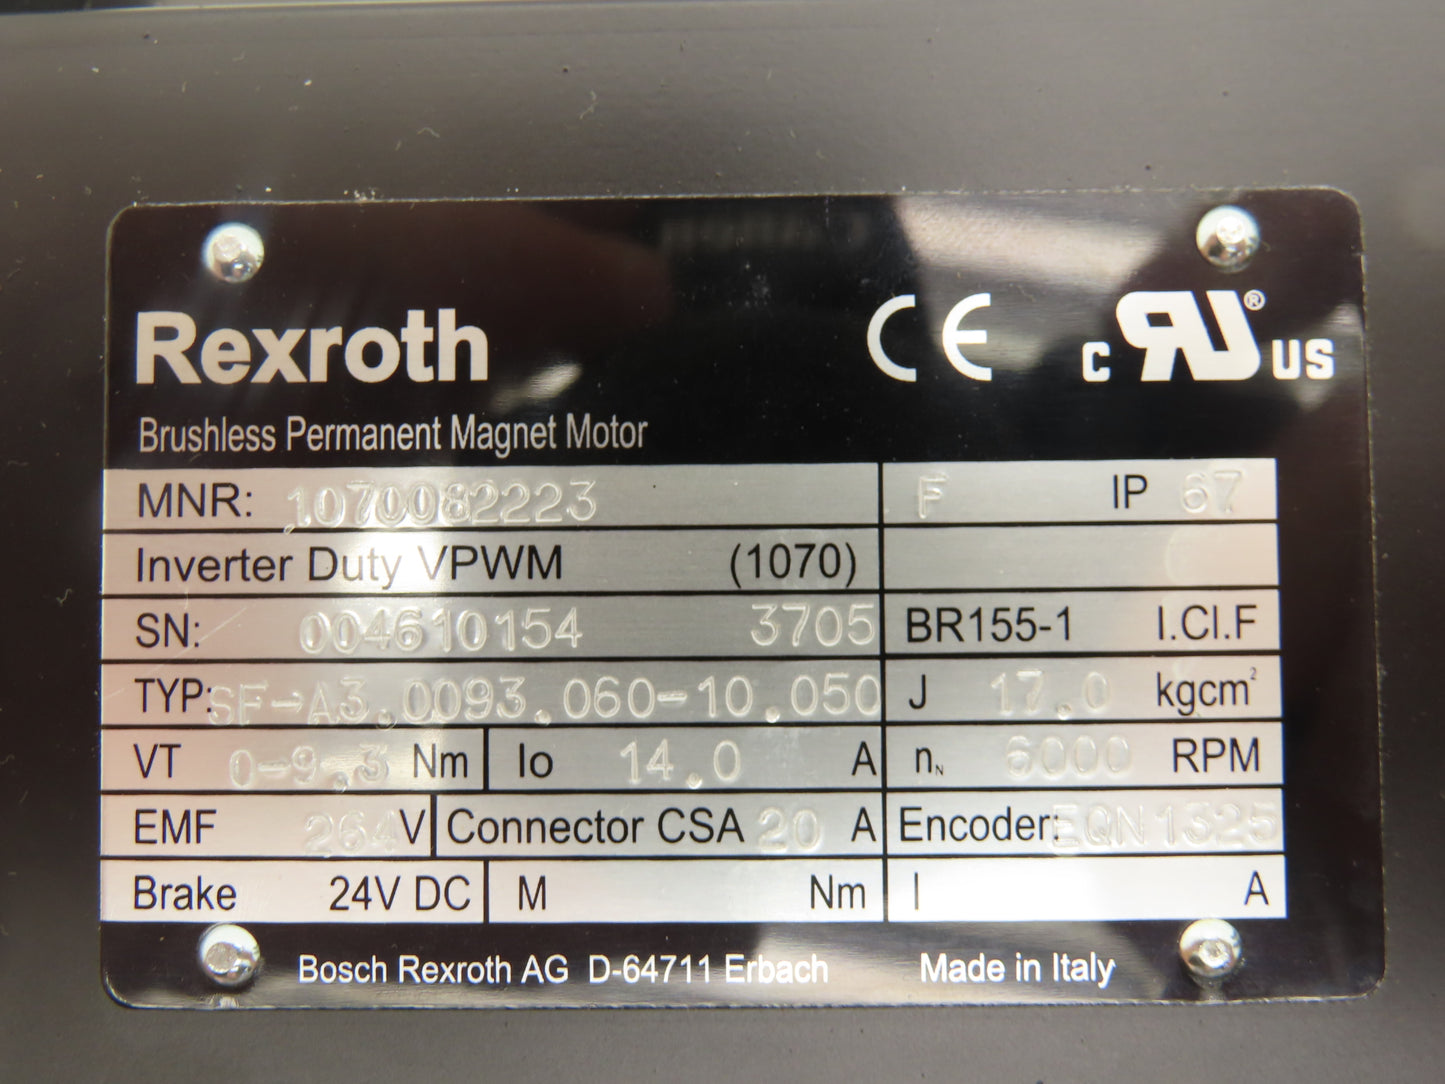 Rexroth
CE
c RU ® US
Brushless Permanent Magnet Motor
MNR: 1070082223 F IP 67
Inverter Duty VPWM (1070)
SN: 004610154 3705 BR155-1 I.Cl.F
TYP: SF-A3.0093.060-10.050 J 17.0 kgcm²
VT 0-9.3 Nm Io 14.0 A nN 6000 RPM
EMF 264 V Connector CSA 20 A Encoder: EQN1325
Brake 24V DC M Nm I A
Bosch Rexroth AG D-64711 Erbach Made in Italy